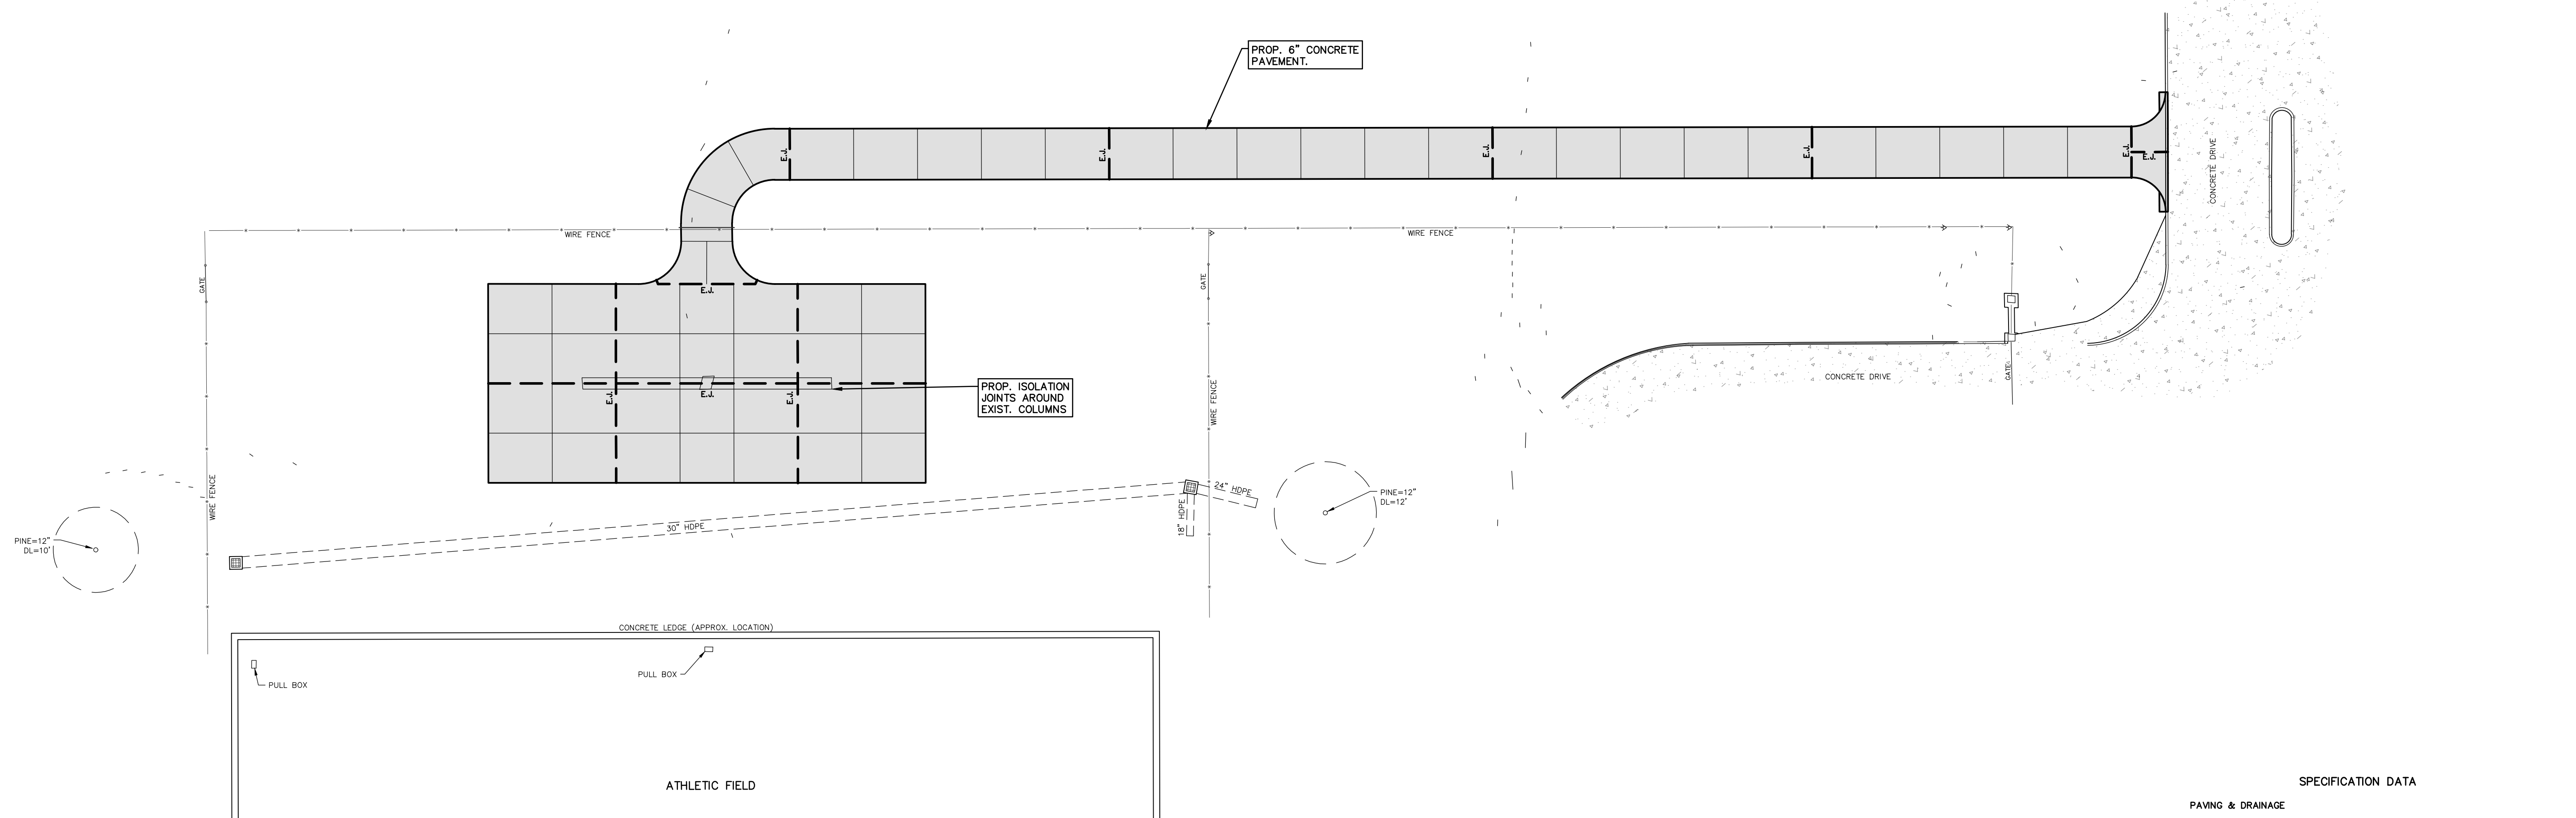 PROP. 6" CONCRETE
PAVEMENT.
E.J.
E.J.
E.J.
E.J.
E.J.
E.J.
CONCRETE DRIVE
WIRE FENCE
WIRE FENCE
GATE
GATE
E.J.
PROP. ISOLATION
JOINTS AROUND
EXIST. COLUMNS
E.J.
E.J.
E.J.
WIRE FENCE
CONCRETE DRIVE
GATE
WIRE FENCE
24" HDPE
18" HDPE
PINE=12"
DL=12'
30" HDPE
PINE=12"
DL=10'
CONCRETE LEDGE (APPROX. LOCATION)
PULL BOX
PULL BOX
ATHLETIC FIELD
SPECIFICATION DATA
PAVING & DRAINAGE